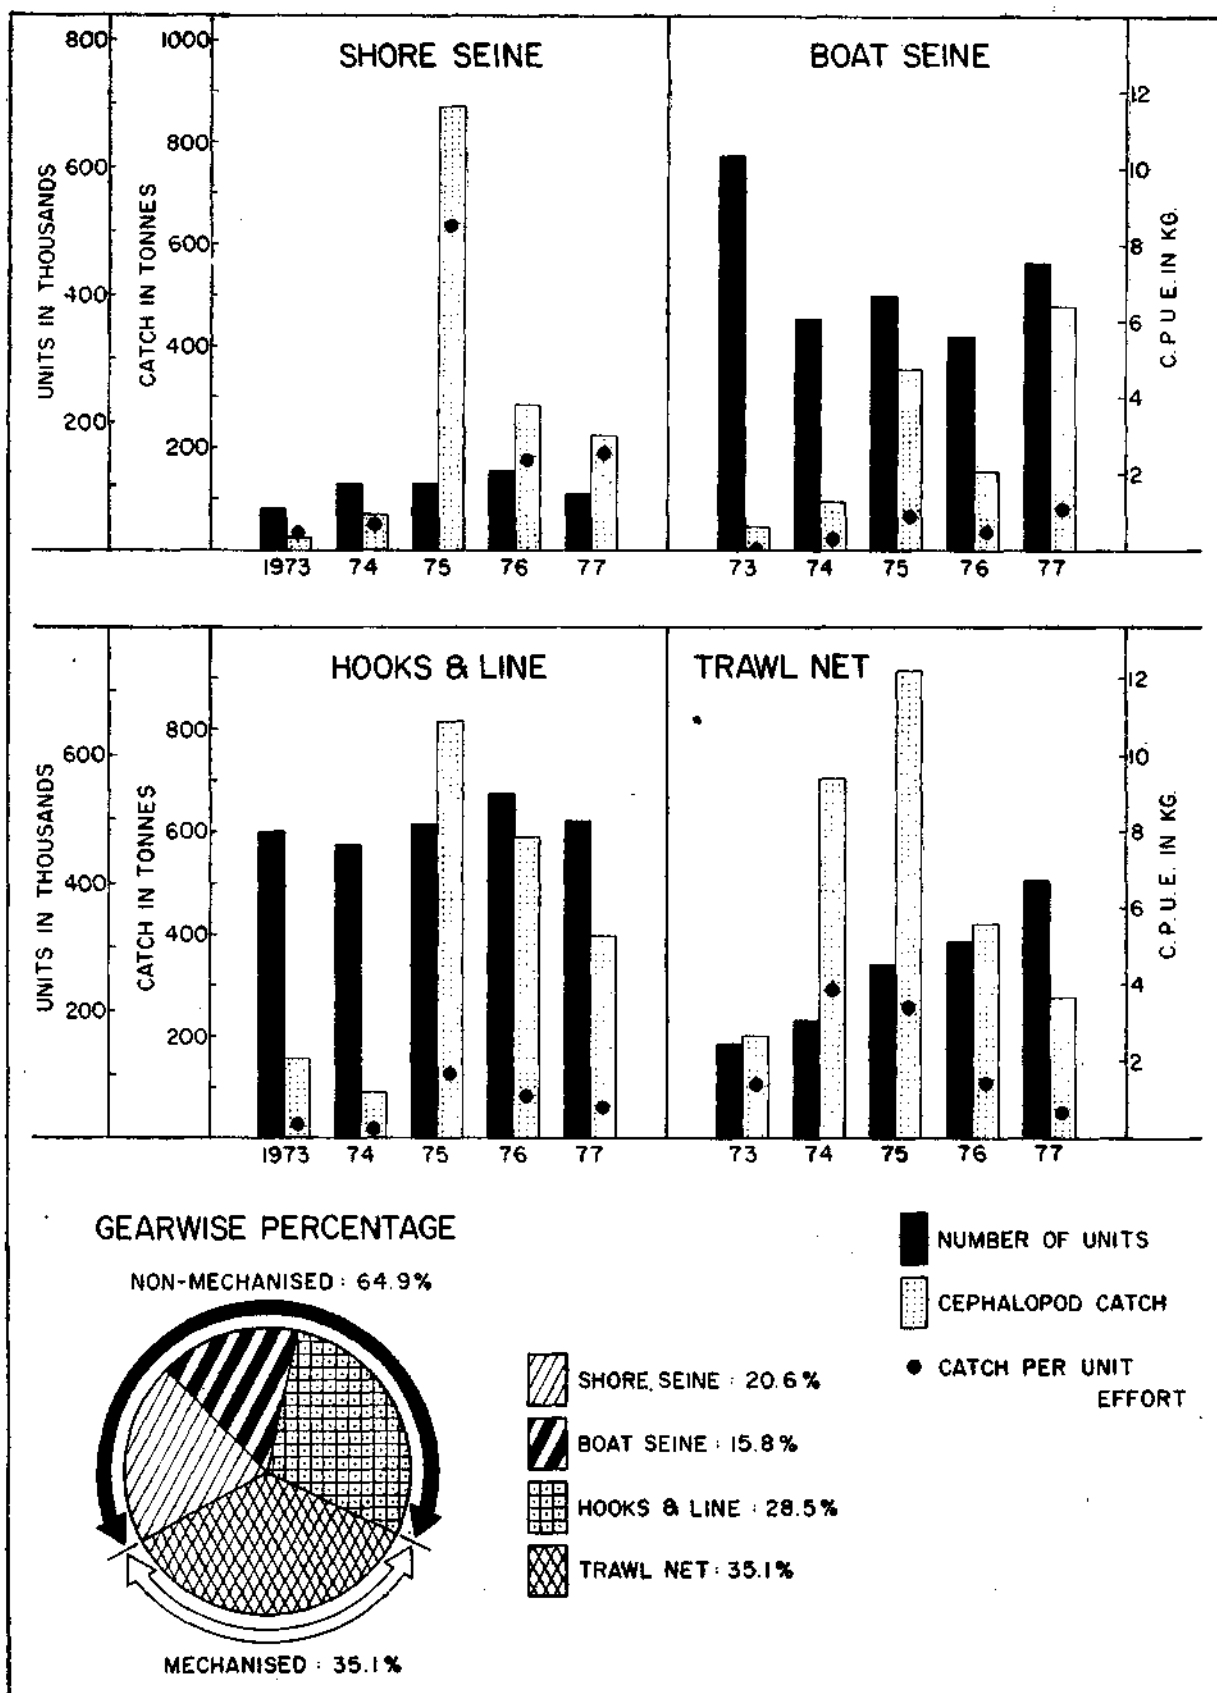 SHORE SEINE
BOAT SEINE
UNITS IN THOUSANDS
800
600
400
200
CATCH IN TONNES
1000
800
600
400
200
C.P.U.E. IN KG.
12
10
8
6
4
2
1973 74 75 76 77
73 74 75 76 77
HOOKS & LINE
TRAWL NET
UNITS IN THOUSANDS
600
400
200
CATCH IN TONNES
800
600
400
200
C.P.U.E. IN KG.
12
10
8
6
4
2
1973 74 75 76 77
73 74 75 76 77
GEARWISE PERCENTAGE
NON-MECHANISED : 64.9%
MECHANISED : 35.1%
SHORE SEINE : 20.6%
BOAT SEINE : 15.8%
HOOKS & LINE : 28.5%
TRAWL NET : 35.1%
NUMBER OF UNITS
CEPHALOPOD CATCH
CATCH PER UNIT
EFFORT